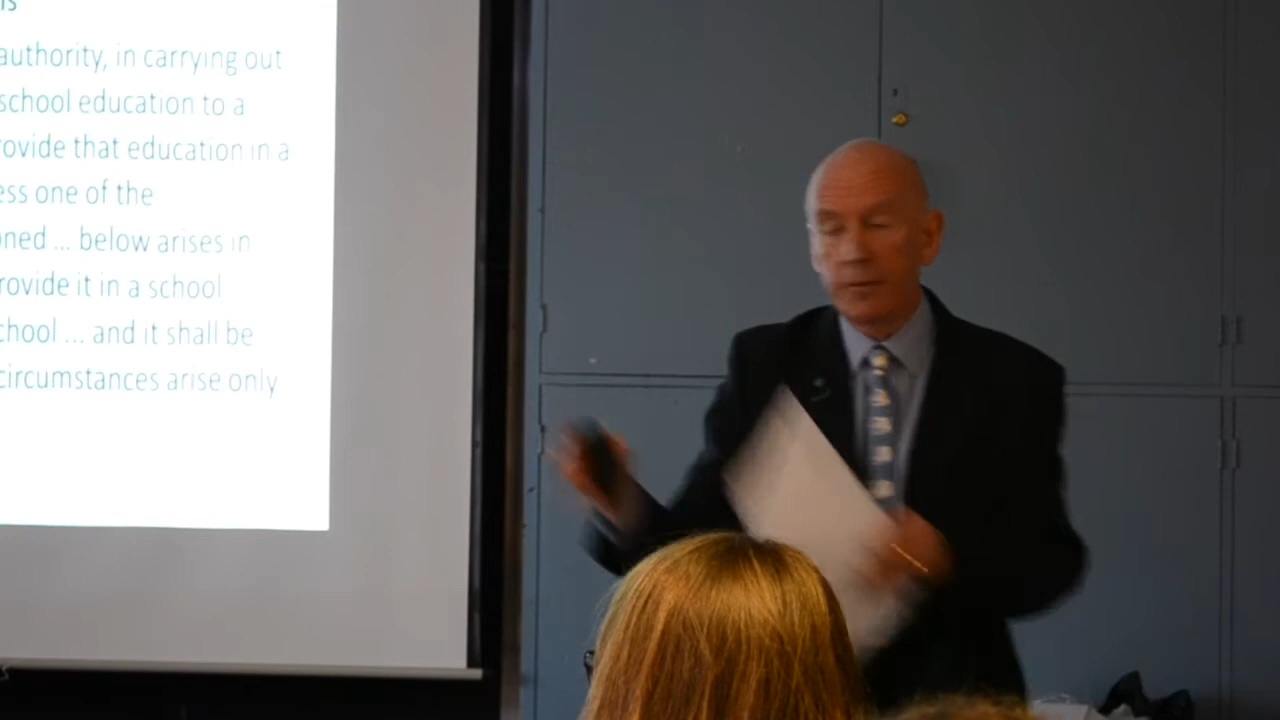 authority, in carrying out
school education to a
rovide that education in a
ess one of the
ned ... below arises in
rovide it in a school
chool ... and it shall be
circumstances arise only